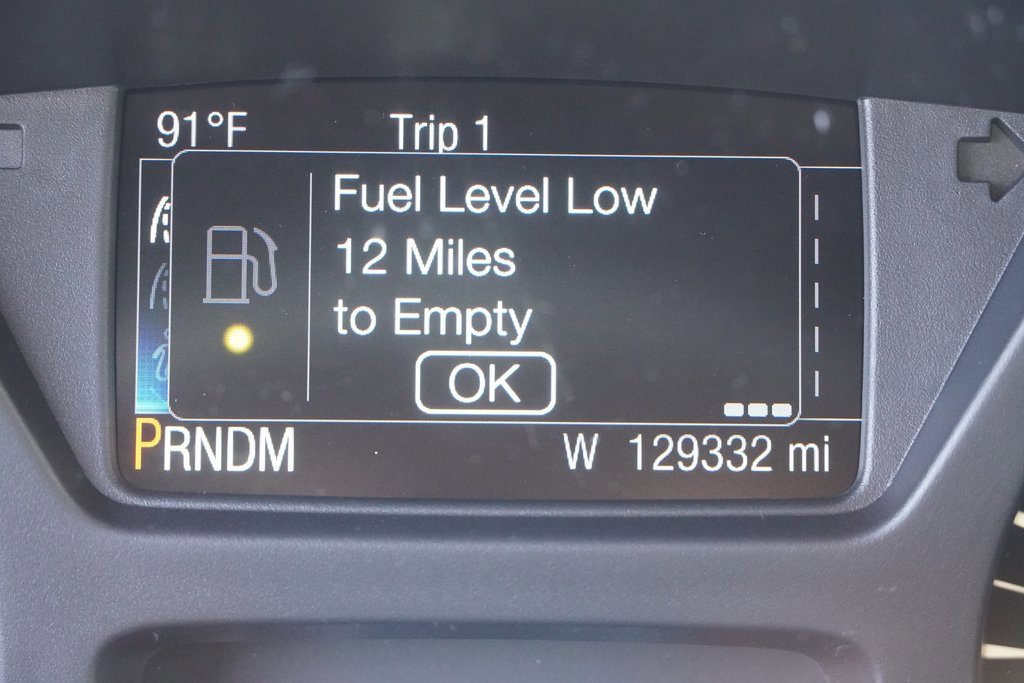 91°F Trip 1
Fuel Level Low
12 Miles
to Empty
OK
PRNDM W 129332 mi